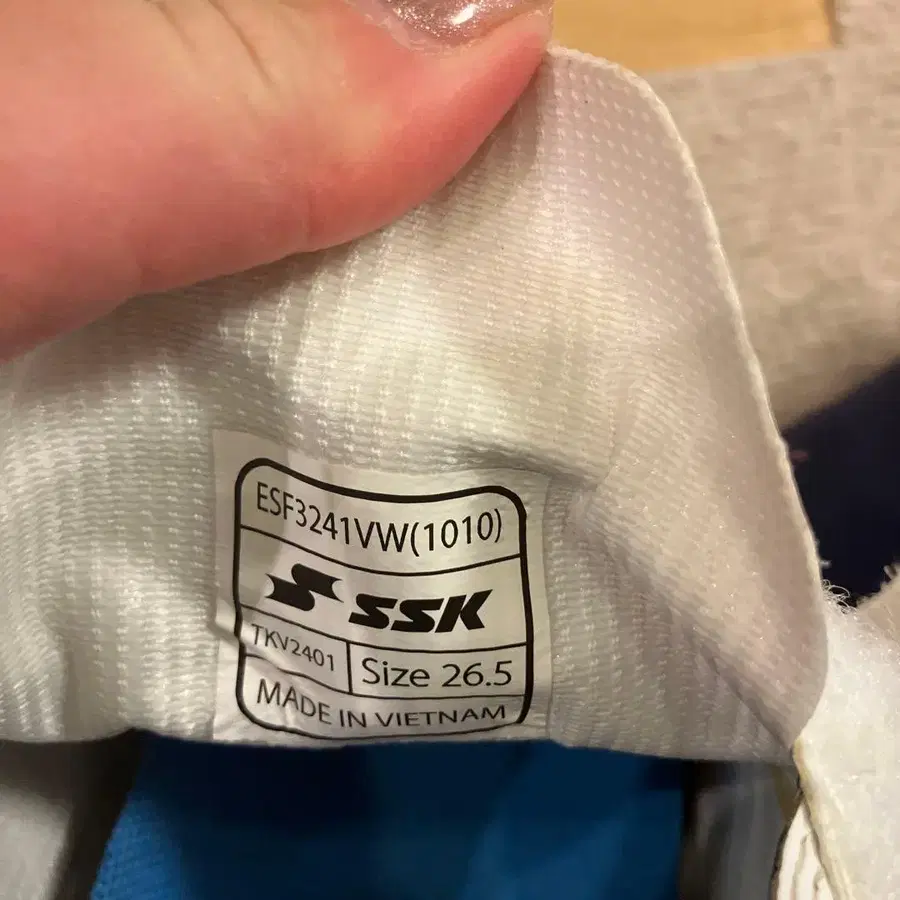 ESF3241VW(1010)
SSK
TKV2401
Size 26.5
MADE IN VIETNAM